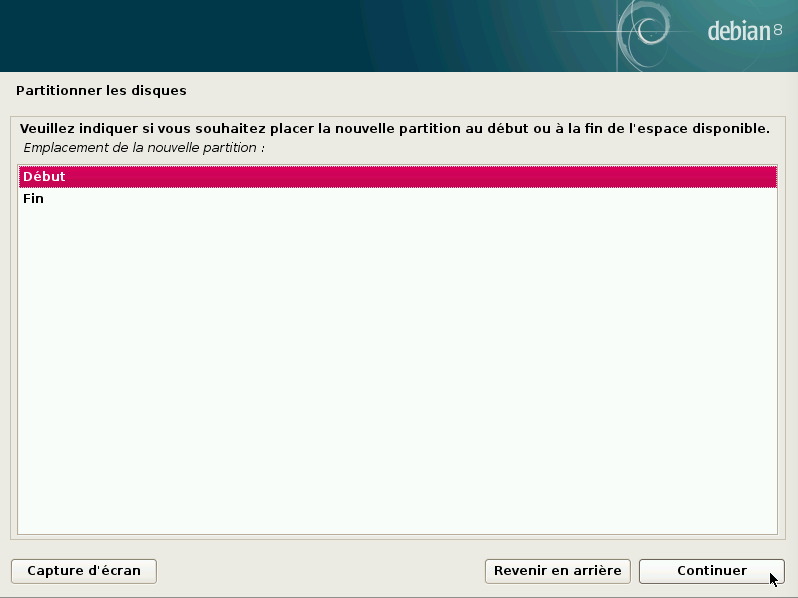 debian 8
Partitionner les disques
Veuillez indiquer si vous souhaitez placer la nouvelle partition au début ou à la fin de l'espace disponible.
Emplacement de la nouvelle partition :
Début
Fin
Capture d'écran
Revenir en arrière
Continuer